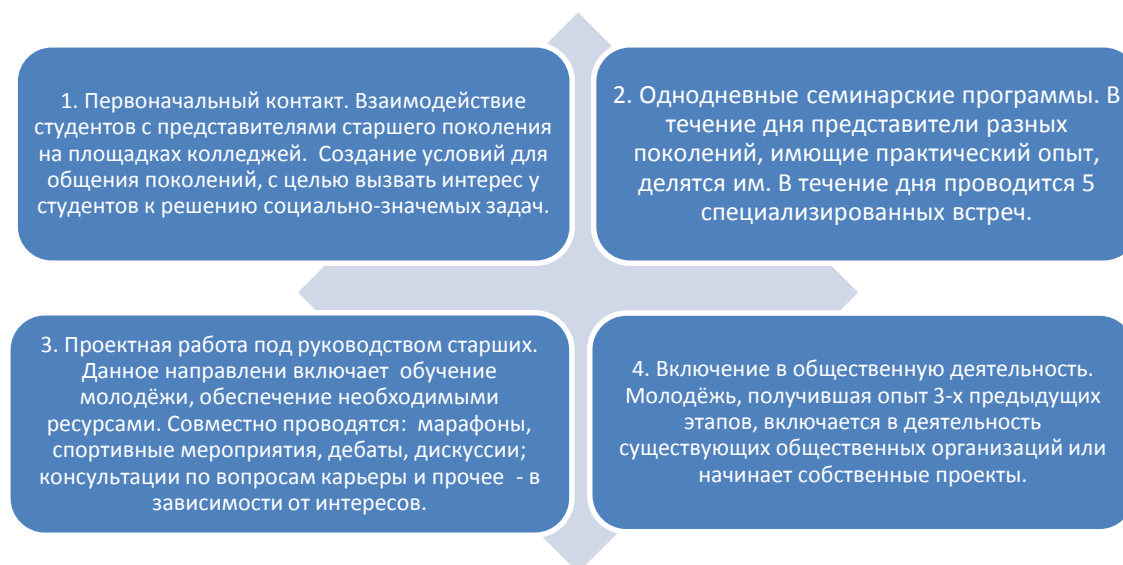 1. Первоначальный контакт. Взаимодействие
студентов с представителями старшего поколения
на площадках колледжей. Создание условий для
общения поколений, с целью вызвать интерес у
студентов к решению социально-значемых задач.
2. Однодневные семинарские программы. В
течение дня представители разных
поколений, имющие практический опыт,
делятся им. В течение дня проводится 5
специализированных встреч.
3. Проектная работа под руководством старших.
Данное направлени включает обучение
молодёжи, обеспечение необходимыми
ресурсами. Совместно проводятся: марафоны,
спортивные мероприятия, дебаты, дискуссии;
консультации по вопросам карьеры и прочее - в
зависимости от интересов.
4. Включение в общественную деятельность.
Молодёжь, получившая опыт 3-х предыдущих
этапов, включается в деятельность
существующих общественных организаций или
начинает собственные проекты.